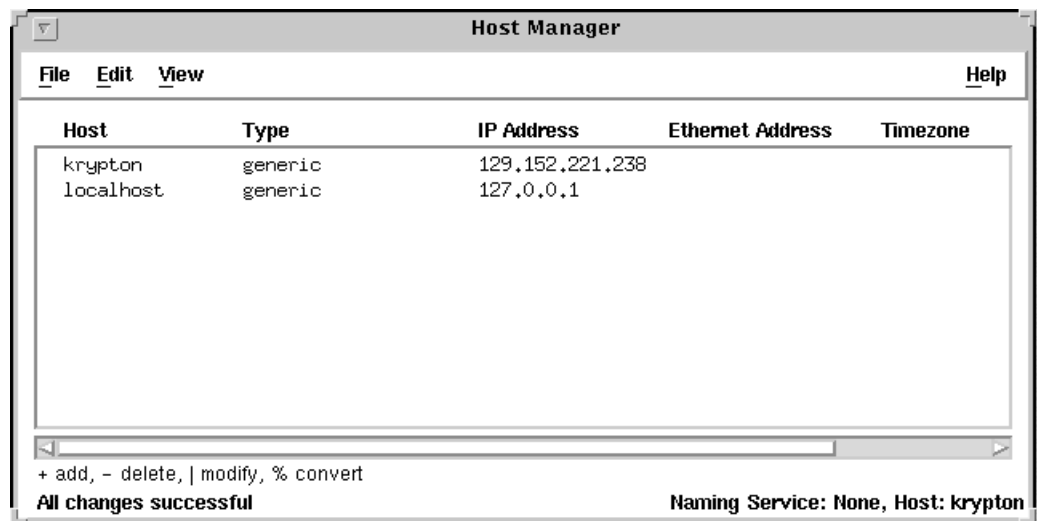 Host Manager
File Edit View Help
Host Type IP Address Ethernet Address Timezone
krypton generic 129.152.221.238
localhost generic 127.0.0.1
+ add, – delete, | modify, % convert
All changes successful Naming Service: None, Host: krypton